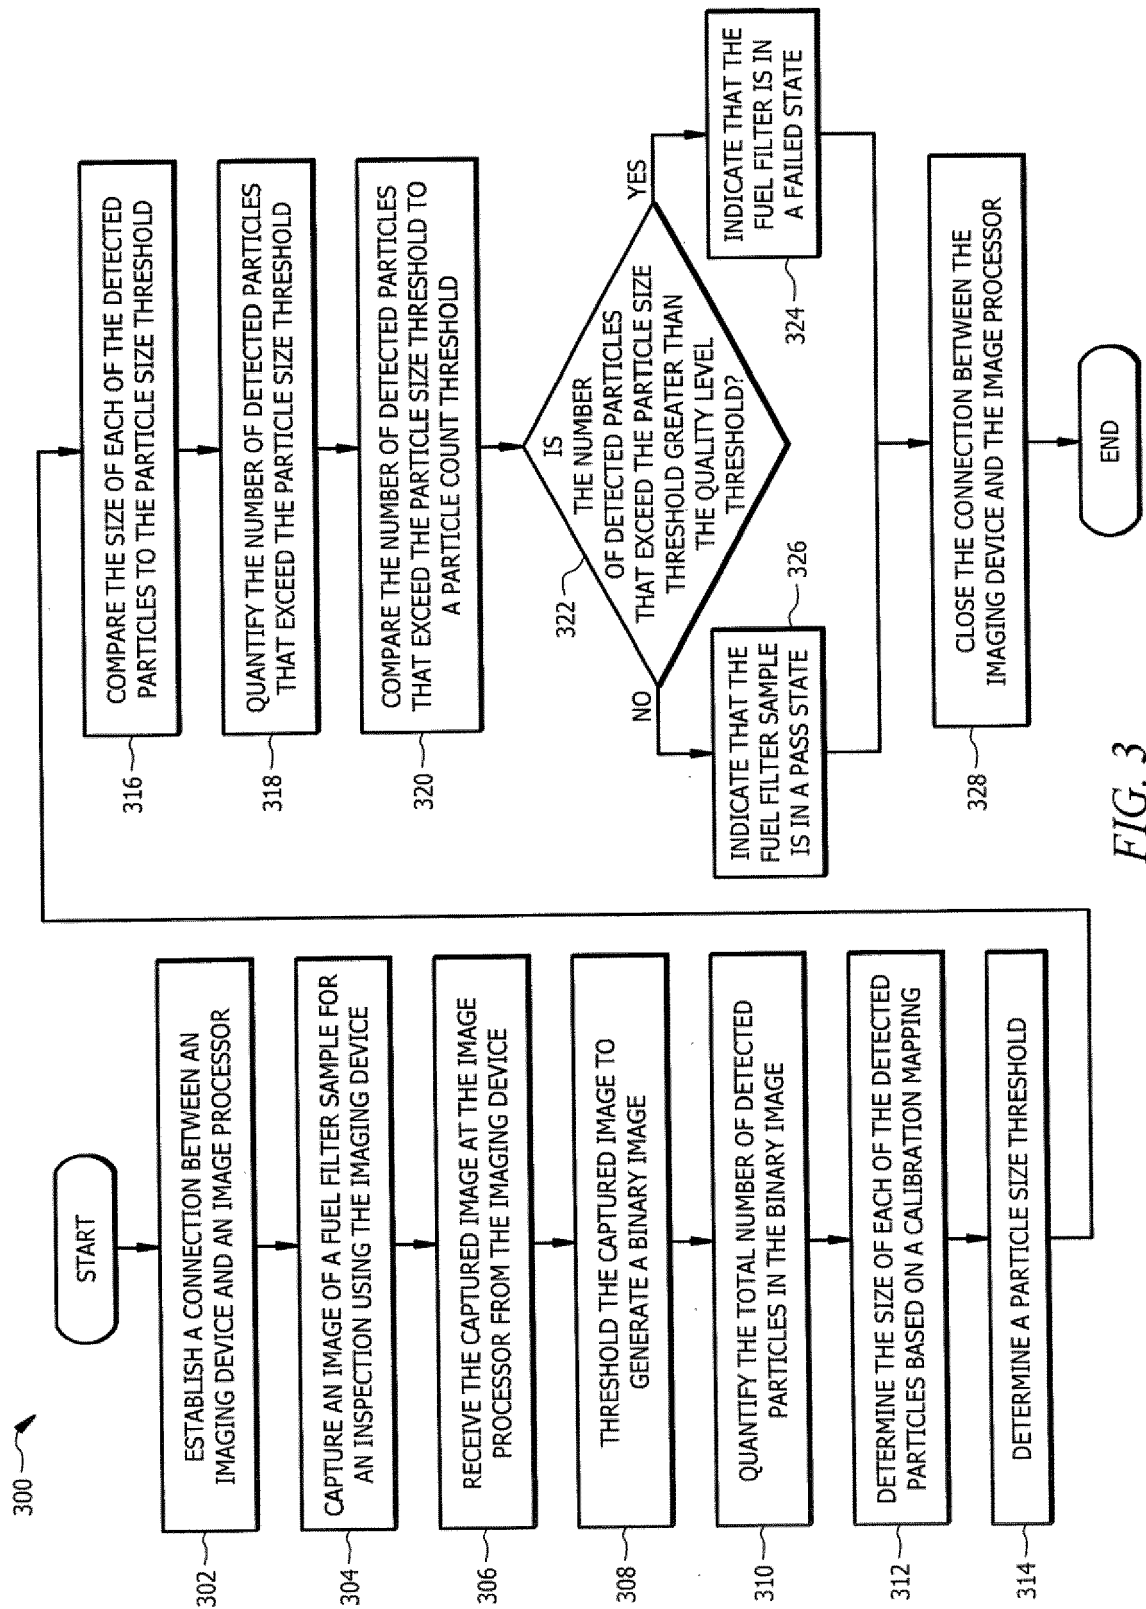 300
START
302
ESTABLISH A CONNECTION BETWEEN AN
IMAGING DEVICE AND AN IMAGE PROCESSOR
304
CAPTURE AN IMAGE OF A FUEL FILTER SAMPLE FOR
AN INSPECTION USING THE IMAGING DEVICE
306
RECEIVE THE CAPTURED IMAGE AT THE IMAGE
PROCESSOR FROM THE IMAGING DEVICE
308
THRESHOLD THE CAPTURED IMAGE TO
GENERATE A BINARY IMAGE
310
QUANTIFY THE TOTAL NUMBER OF DETECTED
PARTICLES IN THE BINARY IMAGE
312
DETERMINE THE SIZE OF EACH OF THE DETECTED
PARTICLES BASED ON A CALIBRATION MAPPING
314
DETERMINE A PARTICLE SIZE THRESHOLD
316
COMPARE THE SIZE OF EACH OF THE DETECTED
PARTICLES TO THE PARTICLE SIZE THRESHOLD
318
QUANTIFY THE NUMBER OF DETECTED PARTICLES
THAT EXCEED THE PARTICLE SIZE THRESHOLD
320
COMPARE THE NUMBER OF DETECTED PARTICLES
THAT EXCEED THE PARTICLE SIZE THRESHOLD TO
A PARTICLE COUNT THRESHOLD
322
IS
THE NUMBER
OF DETECTED PARTICLES
THAT EXCEED THE PARTICLE SIZE
THRESHOLD GREATER THAN
THE QUALITY LEVEL
THRESHOLD?
NO
YES
326
INDICATE THAT THE
FUEL FILTER SAMPLE
IS IN A PASS STATE
324
INDICATE THAT THE
FUEL FILTER IS IN
A FAILED STATE
328
CLOSE THE CONNECTION BETWEEN THE
IMAGING DEVICE AND THE IMAGE PROCESSOR
END
FIG. 3